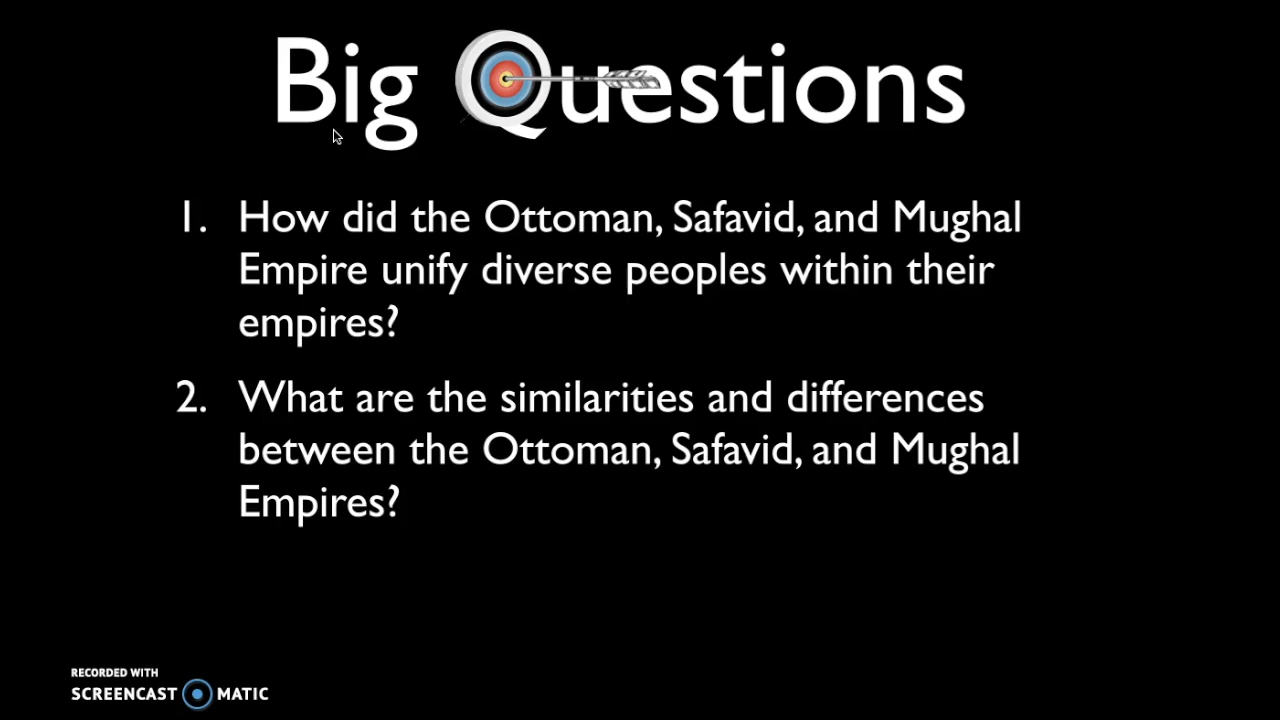 Big Questions
1. How did the Ottoman, Safavid, and Mughal
Empire unify diverse peoples within their
empires?
2. What are the similarities and differences
between the Ottoman, Safavid, and Mughal
Empires?
RECORDED WITH
SCREENCAST MATIC